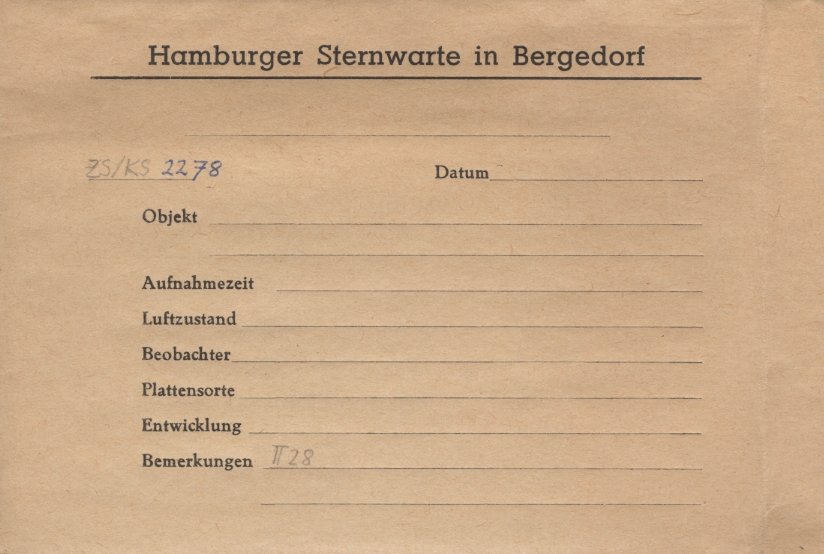 Hamburger Sternwarte in Bergedorf
ZS/KS 2278 Datum
Objekt
Aufnahmezeit
Luftzustand
Beobachter
Plattensorte
Entwicklung
Bemerkungen II 28